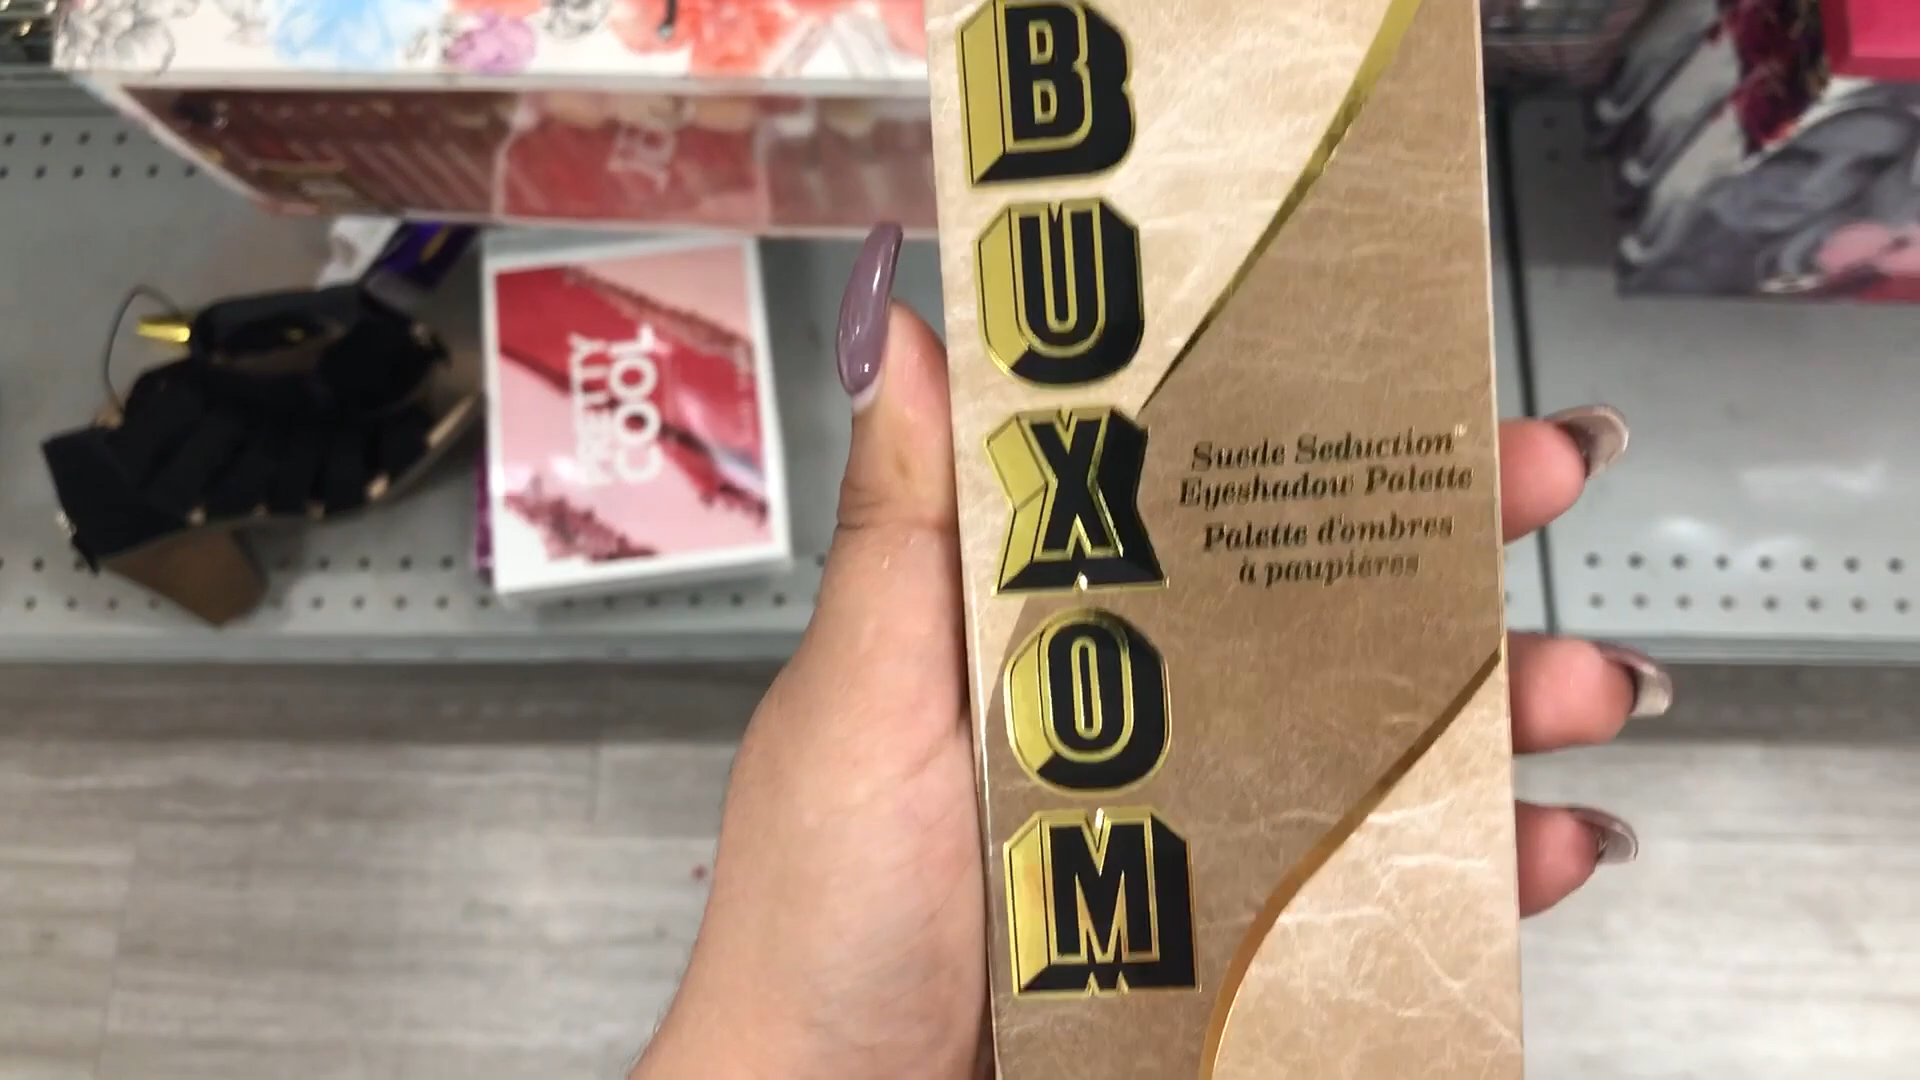 BUXOM
Suede Seduction®
Eyeshadow Palette
Palette d'ombres
à paupières
PRETTY
COOL